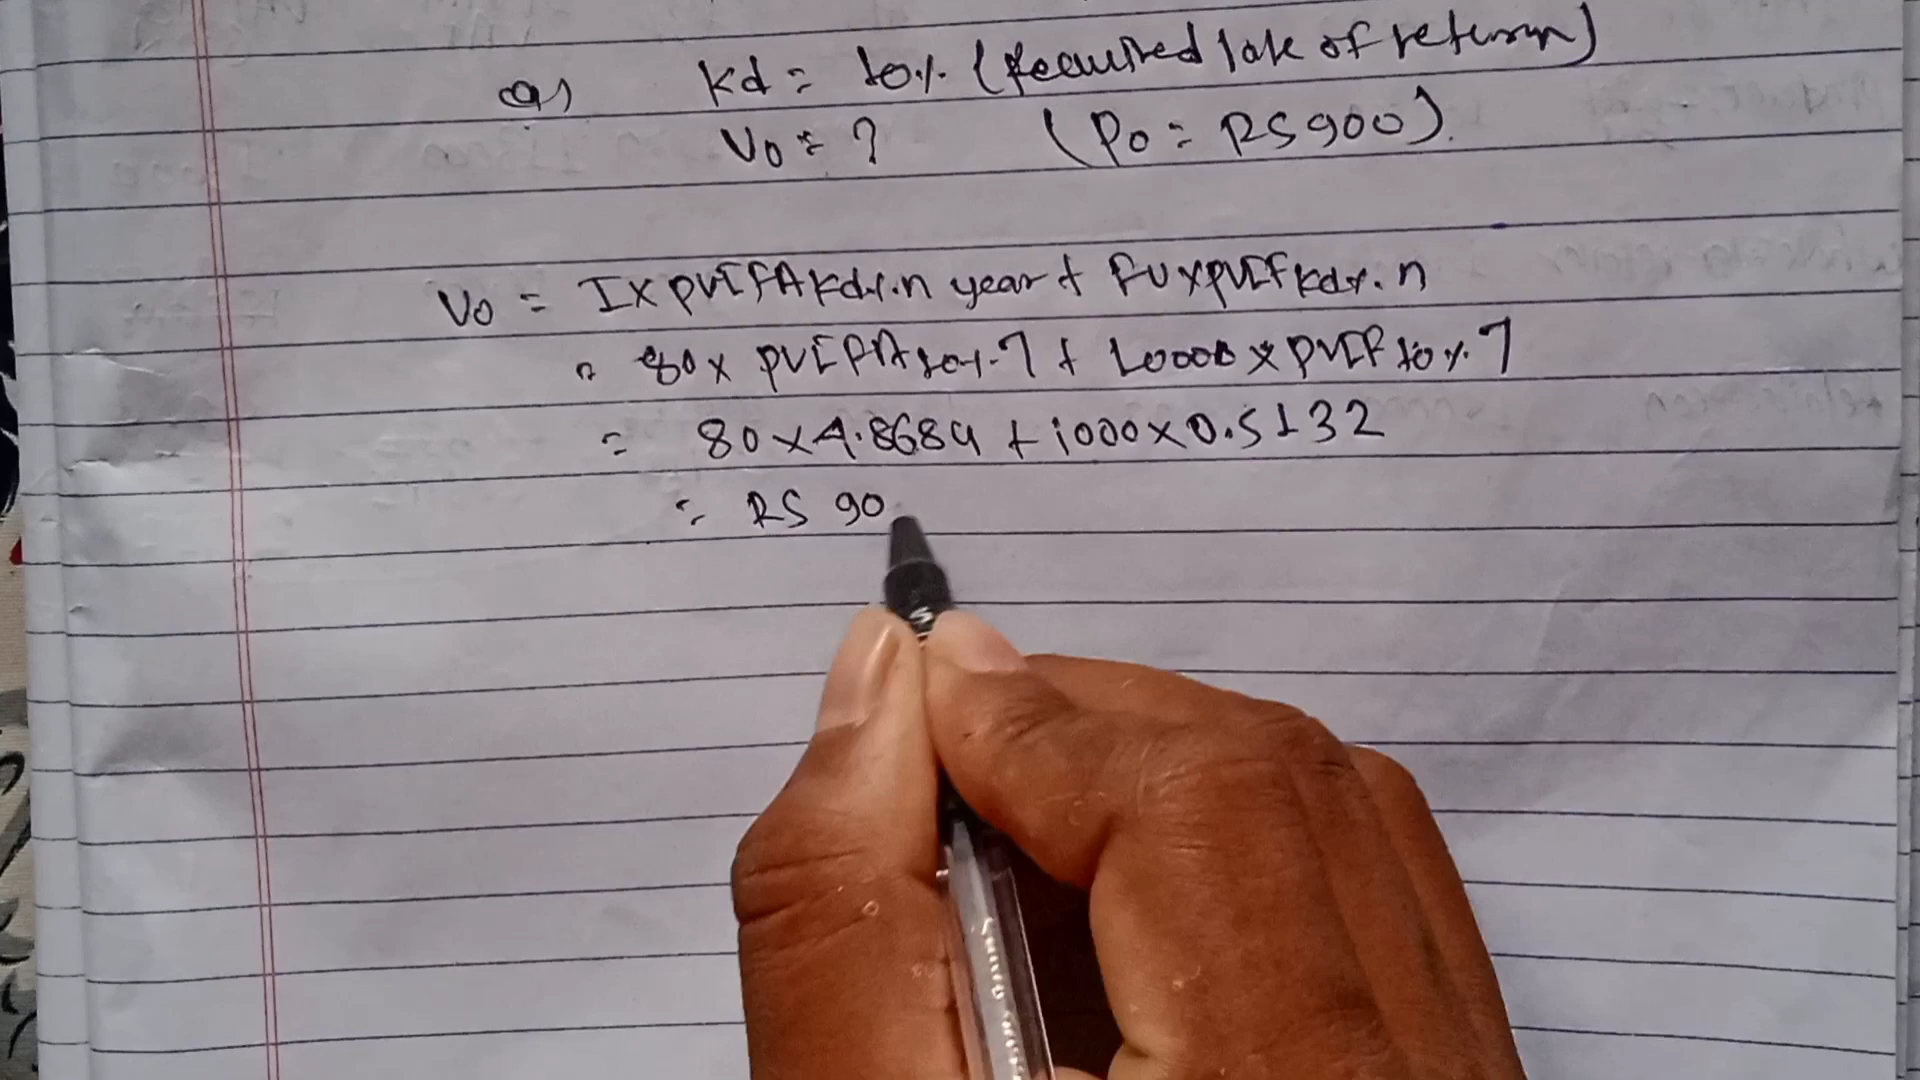 a) Kd = 10% (Required rate of return)
V0 = ? (P0 = RS 900).
V0 = I X PVIFA Kd%.n year + FV X PVIF Kd%.n
= 80 x PVIFA 10%.7 + 1000 x PVIF 10%.7
= 80 x 4.8684 + 1000 x 0.5132
= RS 90